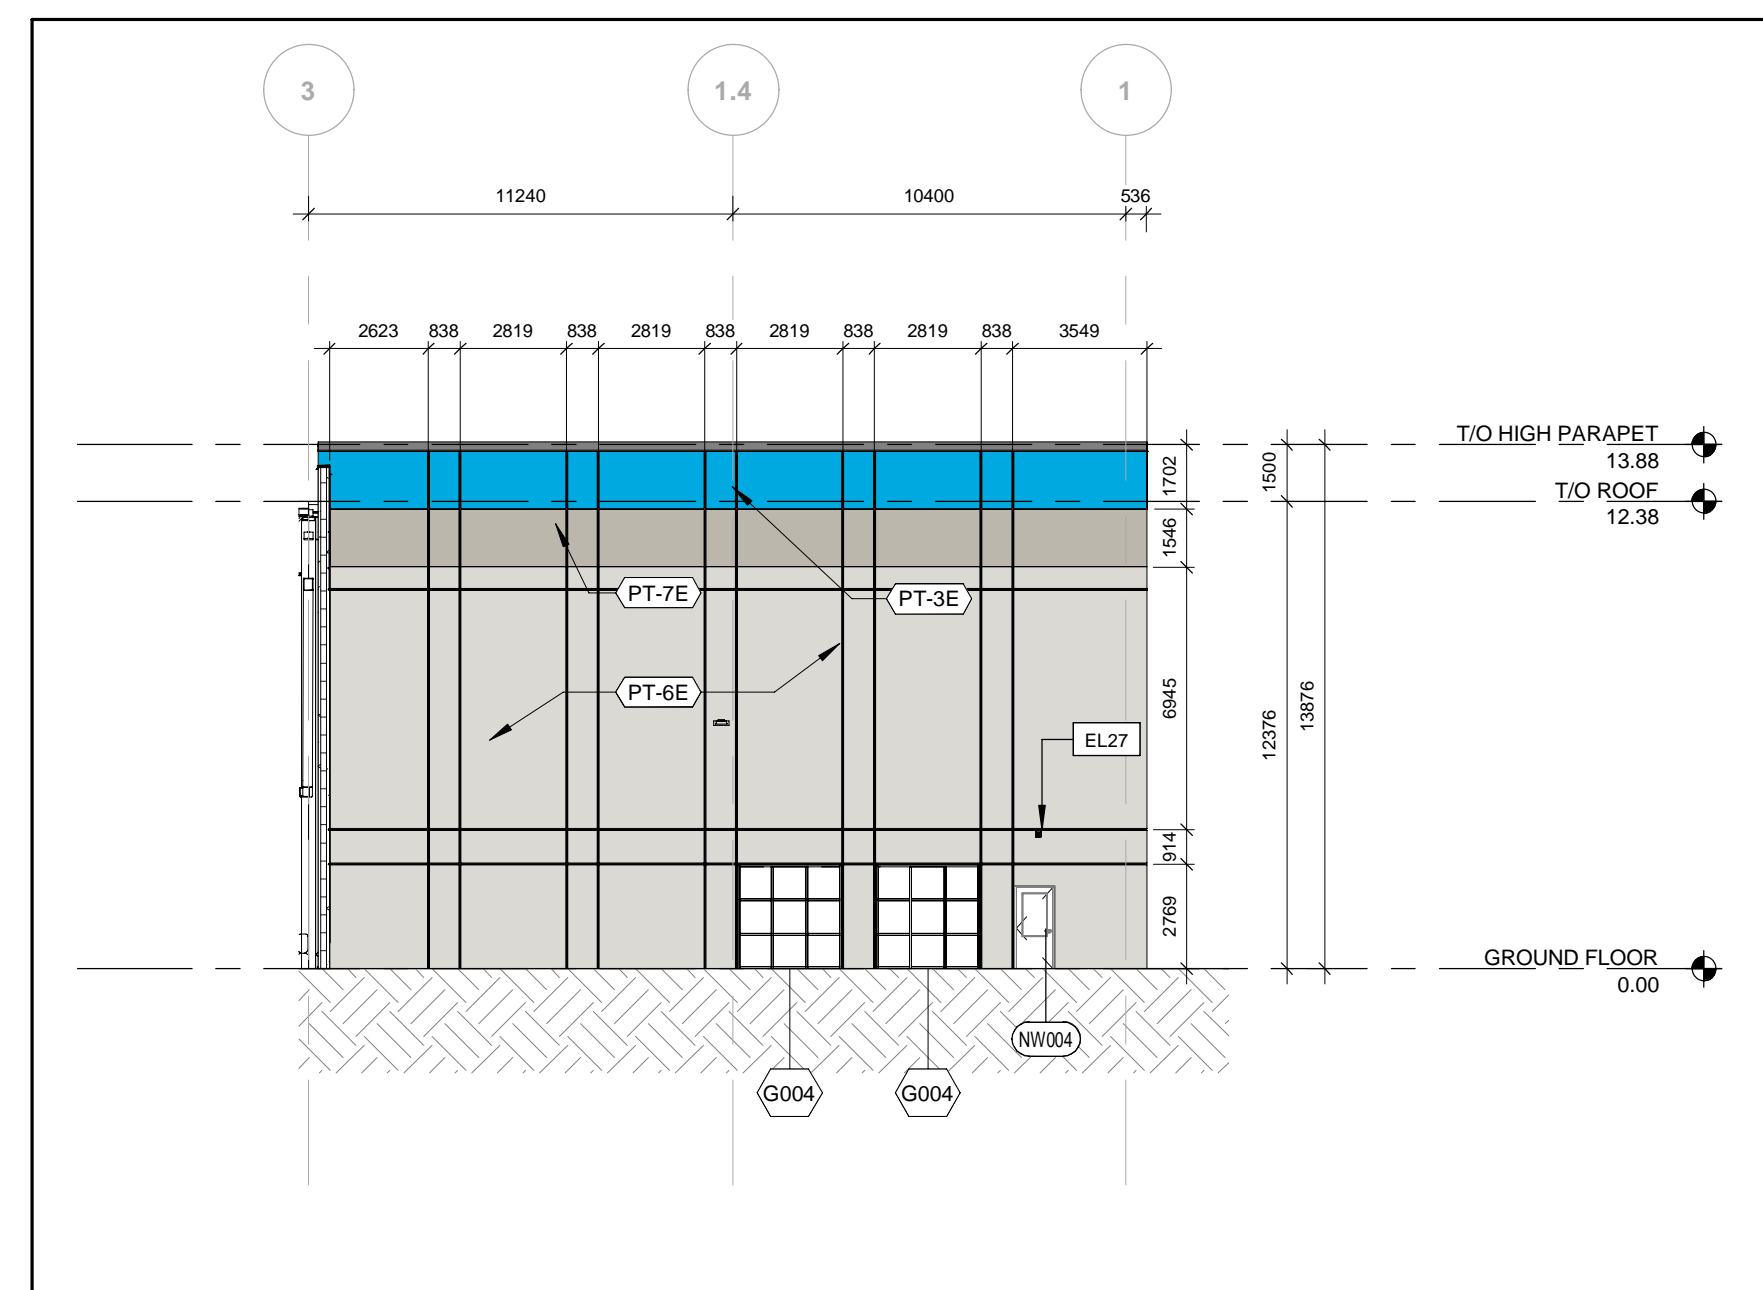 3
1.4
1
11240
10400
536
2623
838
2819
838
2819
838
2819
838
2819
838
3549
T/O HIGH PARAPET
13.88
T/O ROOF
12.38
1702
1500
1546
PT-7E
PT-3E
PT-6E
6945
13876
12376
EL27
914
2769
GROUND FLOOR
0.00
NW004
G004
G004